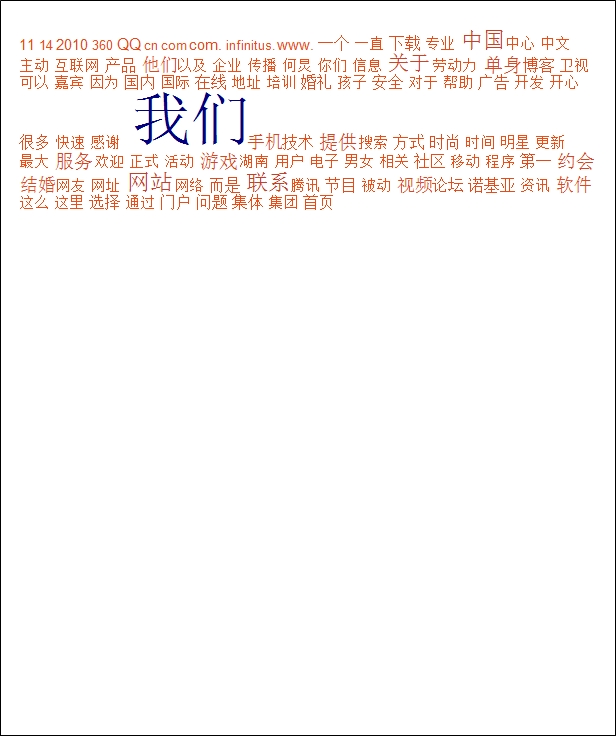 11 14 2010 360 QQ cn com com. infinitus. www. 一个 一直 下载 专业 中国 中心 中文
主动 互联网 产品 他们 以及 企业 传播 何炅 你们 信息 关于 劳动力 单身 博客 卫视
可以 嘉宾 因为 国内 国际 在线 地址 培训 婚礼 孩子 安全 对于 帮助 广告 开发 开心
很多 快速 感谢 我们 手机 技术 提供 搜索 方式 时尚 时间 明星 更新
最大 服务 欢迎 正式 活动 游戏 湖南 用户 电子 男女 相关 社区 移动 程序 第一 约会
结婚 网友 网址 网站 网络 而是 联系 腾讯 节目 被动 视频 论坛 诺基亚 资讯 软件
这么 这里 选择 通过 门户 问题 集体 集团 首页